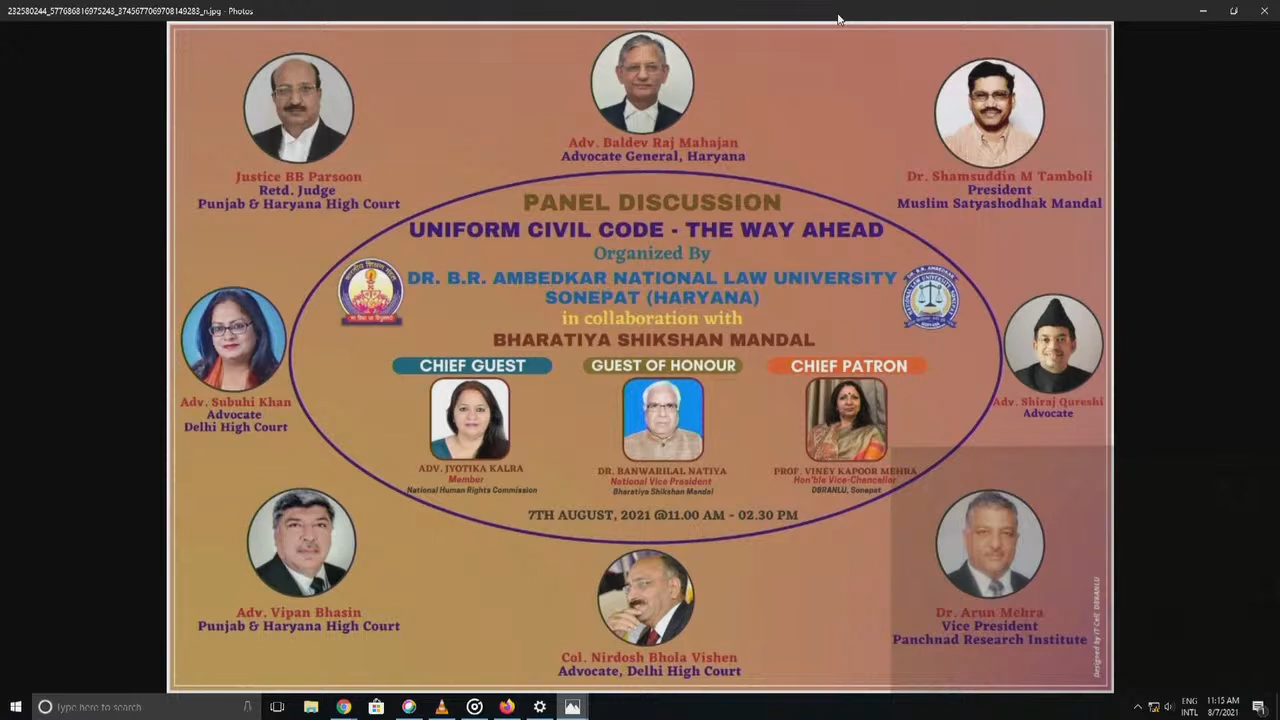 232580244_577686816975243_3745677069708149283_n.jpg - Photos
Justice BB Parsoon
Retd. Judge
Punjab & Haryana High Court
Adv. Baldev Raj Mahajan
Advocate General, Haryana
Dr. Shamsuddin M Tamboli
President
Muslim Satyashodhak Mandal
PANEL DISCUSSION
UNIFORM CIVIL CODE - THE WAY AHEAD
Organized By
DR. B.R. AMBEDKAR NATIONAL LAW UNIVERSITY
SONEPAT (HARYANA)
in collaboration with
BHARATIYA SHIKSHAN MANDAL
Adv. Subuhi Khan
Advocate
Delhi High Court
CHIEF GUEST
ADV. JYOTIKA KALRA
Member
National Human Rights Commission
GUEST OF HONOUR
DR. BANWARILAL NATIYA
National Vice President
Bharatiya Shikshan Mandal
CHIEF PATRON
PROF. VINEY KAPOOR MEHRA
Hon'ble Vice-Chancellor
DBRANLU, Sonepat
Adv. Shiraj Qureshi
Advocate
7TH AUGUST, 2021 @11.00 AM - 02.30 PM
Adv. Vipan Bhasin
Punjab & Haryana High Court
Col. Nirdosh Bhola Vishen
Advocate, Delhi High Court
Dr. Arun Mehra
Vice President
Panchnad Research Institute
Designed by IT Cell, DBRANLU
Type here to search
ENG
INTL
11:15 AM
8/7/2021